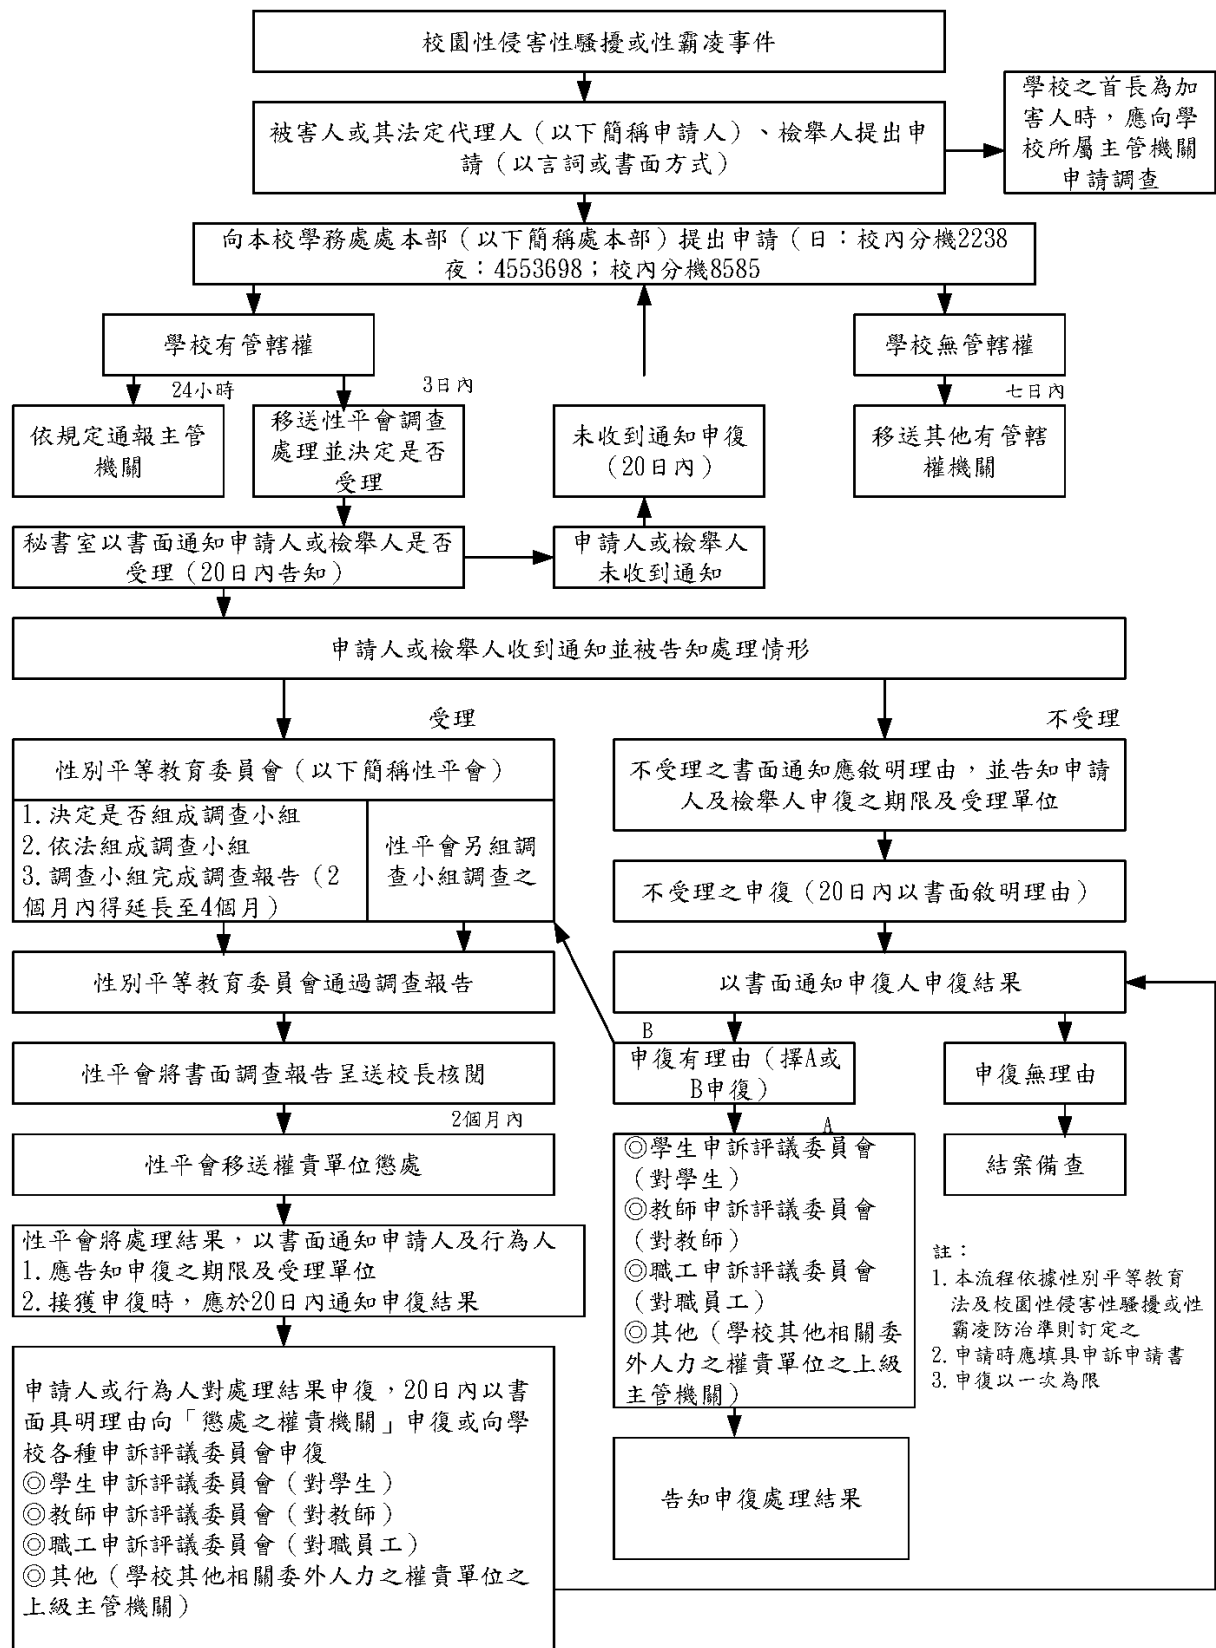 校園性侵害性騷擾或性霸凌事件
學校之首長為加
害人時，應向學
校所屬主管機關
申請調查
被害人或其法定代理人（以下簡稱申請人）、檢舉人提出申
請（以言詞或書面方式）
向本校學務處處本部（以下簡稱處本部）提出申請（日：校內分機2238
夜：4553698；校內分機8585
學校有管轄權
學校無管轄權
24小時
3日內
七日內
依規定通報主管
機關
移送性平會調查
處理並決定是否
受理
未收到通知申復
（20日內）
移送其他有管轄
權機關
秘書室以書面通知申請人或檢舉人是否
受理（20日內告知）
申請人或檢舉人
未收到通知
申請人或檢舉人收到通知並被告知處理情形
受理
不受理
性別平等教育委員會（以下簡稱性平會）
1.決定是否組成調查小組
2.依法組成調查小組
3.調查小組完成調查報告（2
個月內得延長至4個月）
性平會另組調
查小組調查之
不受理之書面通知應敘明理由，並告知申請
人及檢舉人申復之期限及受理單位
不受理之申復（20日內以書面敘明理由）
性別平等教育委員會通過調查報告
以書面通知申復人申復結果
B
性平會將書面調查報告呈送校長核閱
申復有理由（擇A或
B申復）
申復無理由
2個月內
A
性平會移送權責單位懲處
◎學生申訴評議委員會
（對學生）
◎教師申訴評議委員會
（對教師）
◎職工申訴評議委員會
（對職員工）
◎其他（學校其他相關委
外人力之權責單位之上級
主管機關）
結案備查
性平會將處理結果，以書面通知申請人及行為人
1.應告知申復之期限及受理單位
2.接獲申復時，應於20日內通知申復結果
註：
1.本流程依據性別平等教育
法及校園性侵害性騷擾或性
霸凌防治準則訂定之
2.申請時應填具申訴申請書
3.申復以一次為限
申請人或行為人對處理結果申復，20日內以書
面具明理由向「懲處之權責機關」申復或向學
校各種申訴評議委員會申復
◎學生申訴評議委員會（對學生）
◎教師申訴評議委員會（對教師）
◎職工申訴評議委員會（對職員工）
◎其他（學校其他相關委外人力之權責單位之
上級主管機關）
告知申復處理結果